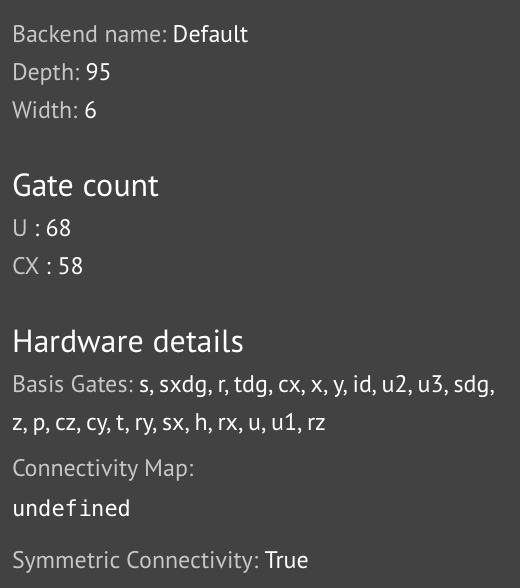 Backend name: Default
Depth: 95
Width: 6
Gate count
U : 68
CX : 58
Hardware details
Basis Gates: s, sxdg, r, tdg, cx, x, y, id, u2, u3, sdg,
z, p, cz, cy, t, ry, sx, h, rx, u, u1, rz
Connectivity Map:
undefined
Symmetric Connectivity: True